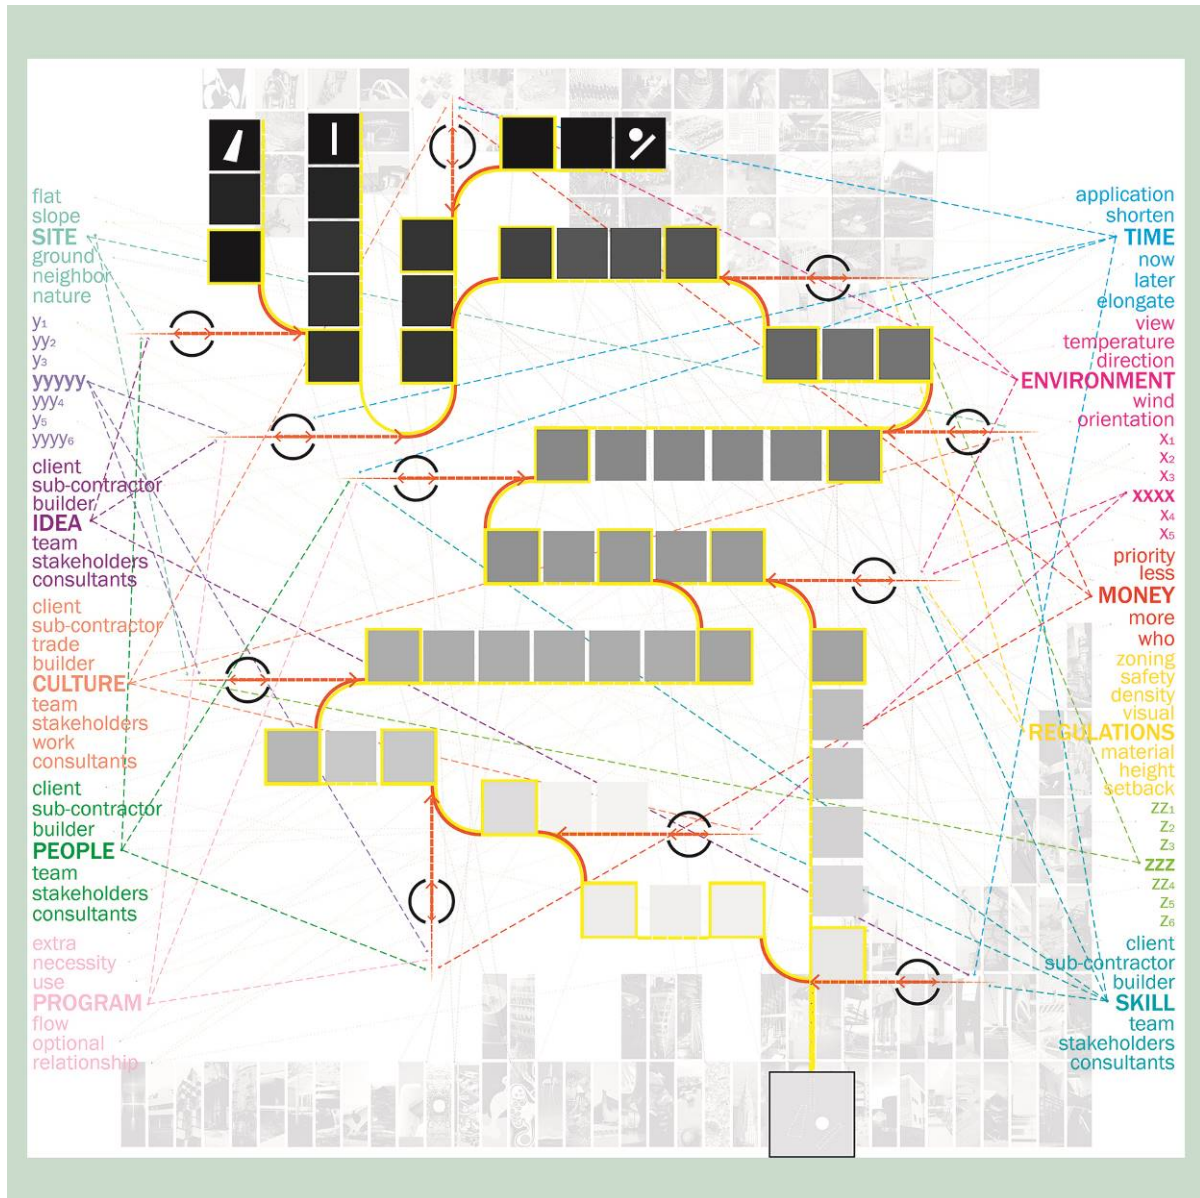 flat
slope
SITE
ground
neighbor
nature
y₁
yy₂
y₃
yyyyy
yyy₄
y₅
yyyy₆
client
sub-contractor
builder
IDEA
team
stakeholders
consultants
client
sub-contractor
trade
builder
CULTURE
team
stakeholders
work
consultants
client
sub-contractor
builder
PEOPLE
team
stakeholders
consultants
extra
necessity
use
PROGRAM
flow
optional
relationship
application
shorten
TIME
now
later
elongate
view
temperature
direction
ENVIRONMENT
wind
orientation
x₁
x₂
x₃
xxxx
x₄
x₅
priority
less
MONEY
more
who
zoning
safety
density
visual
REGULATIONS
material
height
setback
zz₁
z₂
z₃
zzz
zz₄
z₅
z₆
client
sub-contractor
builder
SKILL
team
stakeholders
consultants